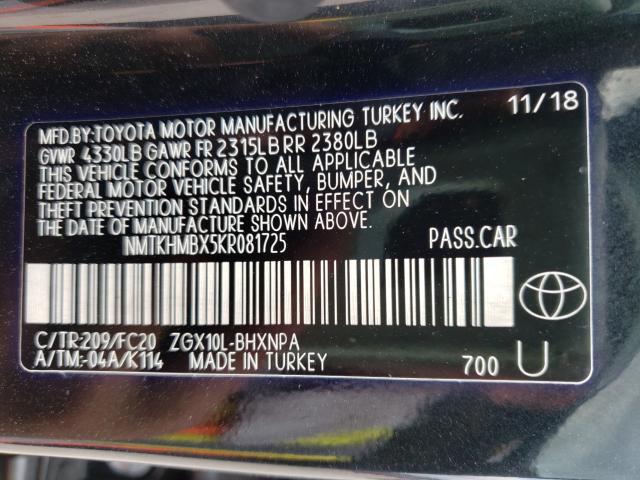 MFD.BY:TOYOTA MOTOR MANUFACTURING TURKEY INC. 11/18
GVWR 4330LB GAWR FR 2315LB RR 2380LB
THIS VEHICLE CONFORMS TO ALL APPLICABLE
FEDERAL MOTOR VEHICLE SAFETY, BUMPER, AND
THEFT PREVENTION STANDARDS IN EFFECT ON
THE DATE OF MANUFACTURE SHOWN ABOVE.
NMTKHMBX5KR081725 PASS.CAR
C/TR:209/FC20 ZGX10L-BHXNPA
A/TM:-04A/K114 MADE IN TURKEY 700 U